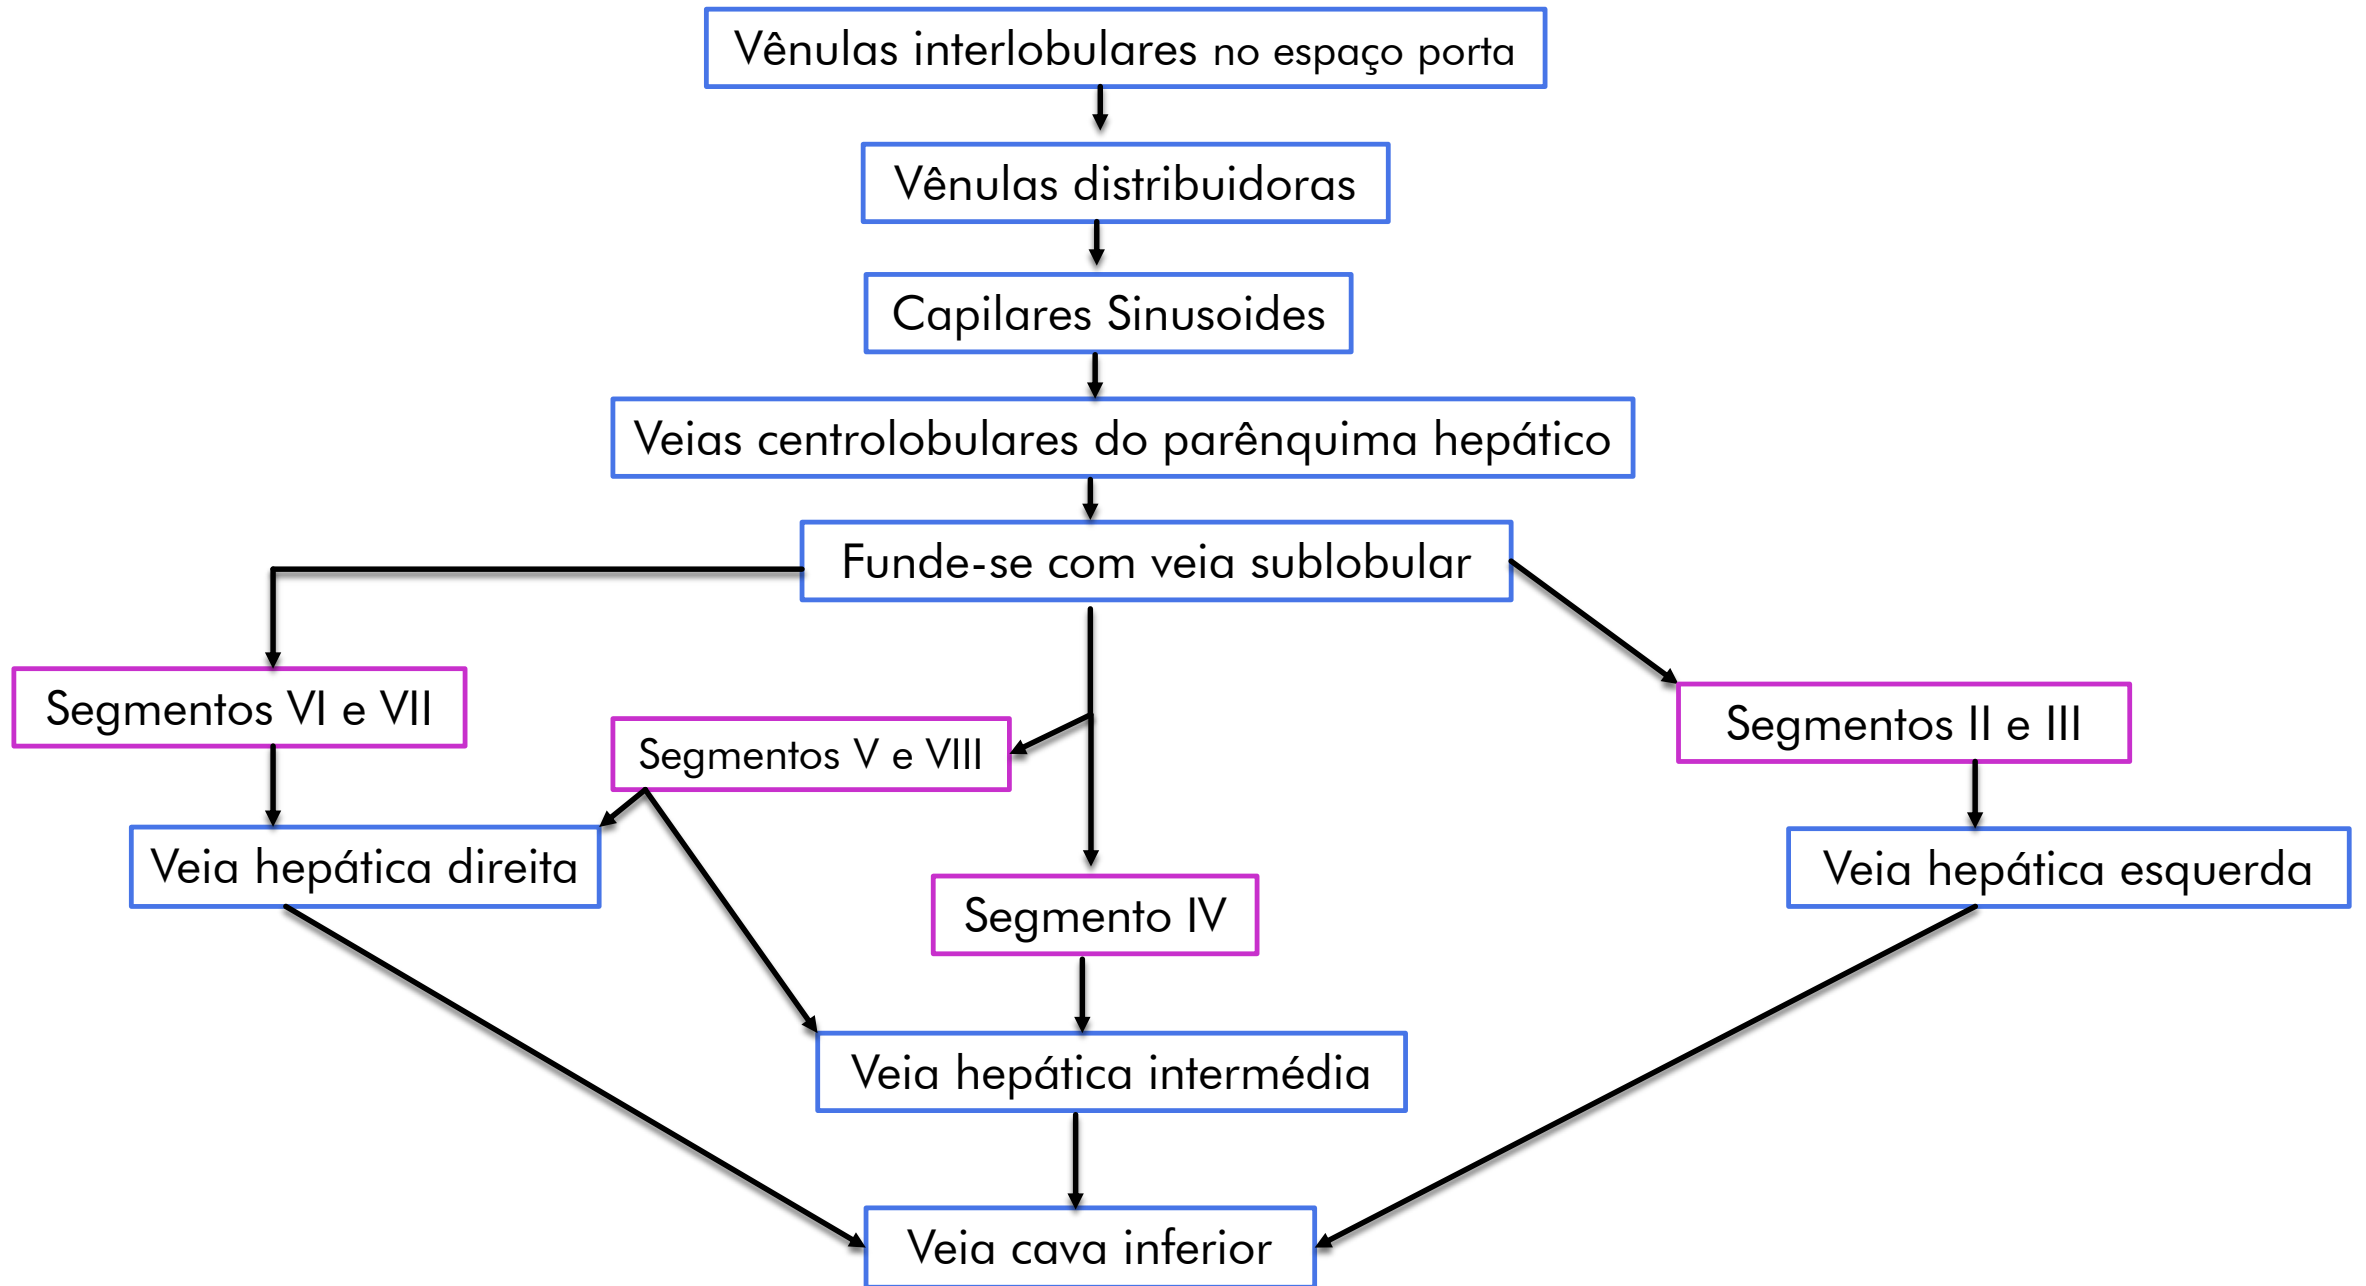 Vênulas interlobulares no espaço porta
Vênulas distribuidoras
Capilares Sinusoides
Veias centrolobulares do parênquima hepático
Funde-se com veia sublobular
Segmentos VI e VII
Segmentos V e VIII
Segmentos II e III
Veia hepática direita
Veia hepática esquerda
Segmento IV
Veia hepática intermédia
Veia cava inferior